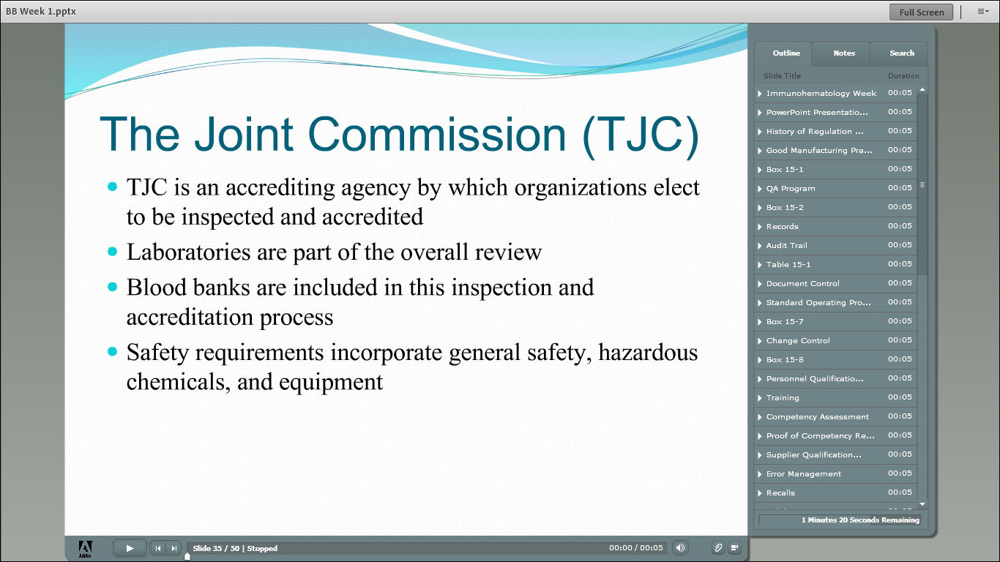 BB Week 1.pptx
Full Screen
The Joint Commission (TJC)
TJC is an accrediting agency by which organizations elect
to be inspected and accredited
Laboratories are part of the overall review
Blood banks are included in this inspection and
accreditation process
Safety requirements incorporate general safety, hazardous
chemicals, and equipment
Outline Notes Search
Slide Title Duration
Immunohematology Week 00:05
PowerPoint Presentatio... 00:05
History of Regulation ... 00:05
Good Manufacturing Pra... 00:05
Box 15-1 00:05
QA Program 00:05
Box 15-2 00:05
Records 00:05
Audit Trail 00:05
Table 15-1 00:05
Document Control 00:05
Standard Operating Pro... 00:05
Box 15-7 00:05
Change Control 00:05
Box 15-8 00:05
Personnel Qualificatio... 00:05
Training 00:05
Competency Assessment 00:05
Proof of Competency Re... 00:05
Supplier Qualification... 00:05
Error Management 00:05
Recalls 00:05
1 Minutes 20 Seconds Remaining
Adobe
Slide 35 / 50 | Stopped 00:00 / 00:05